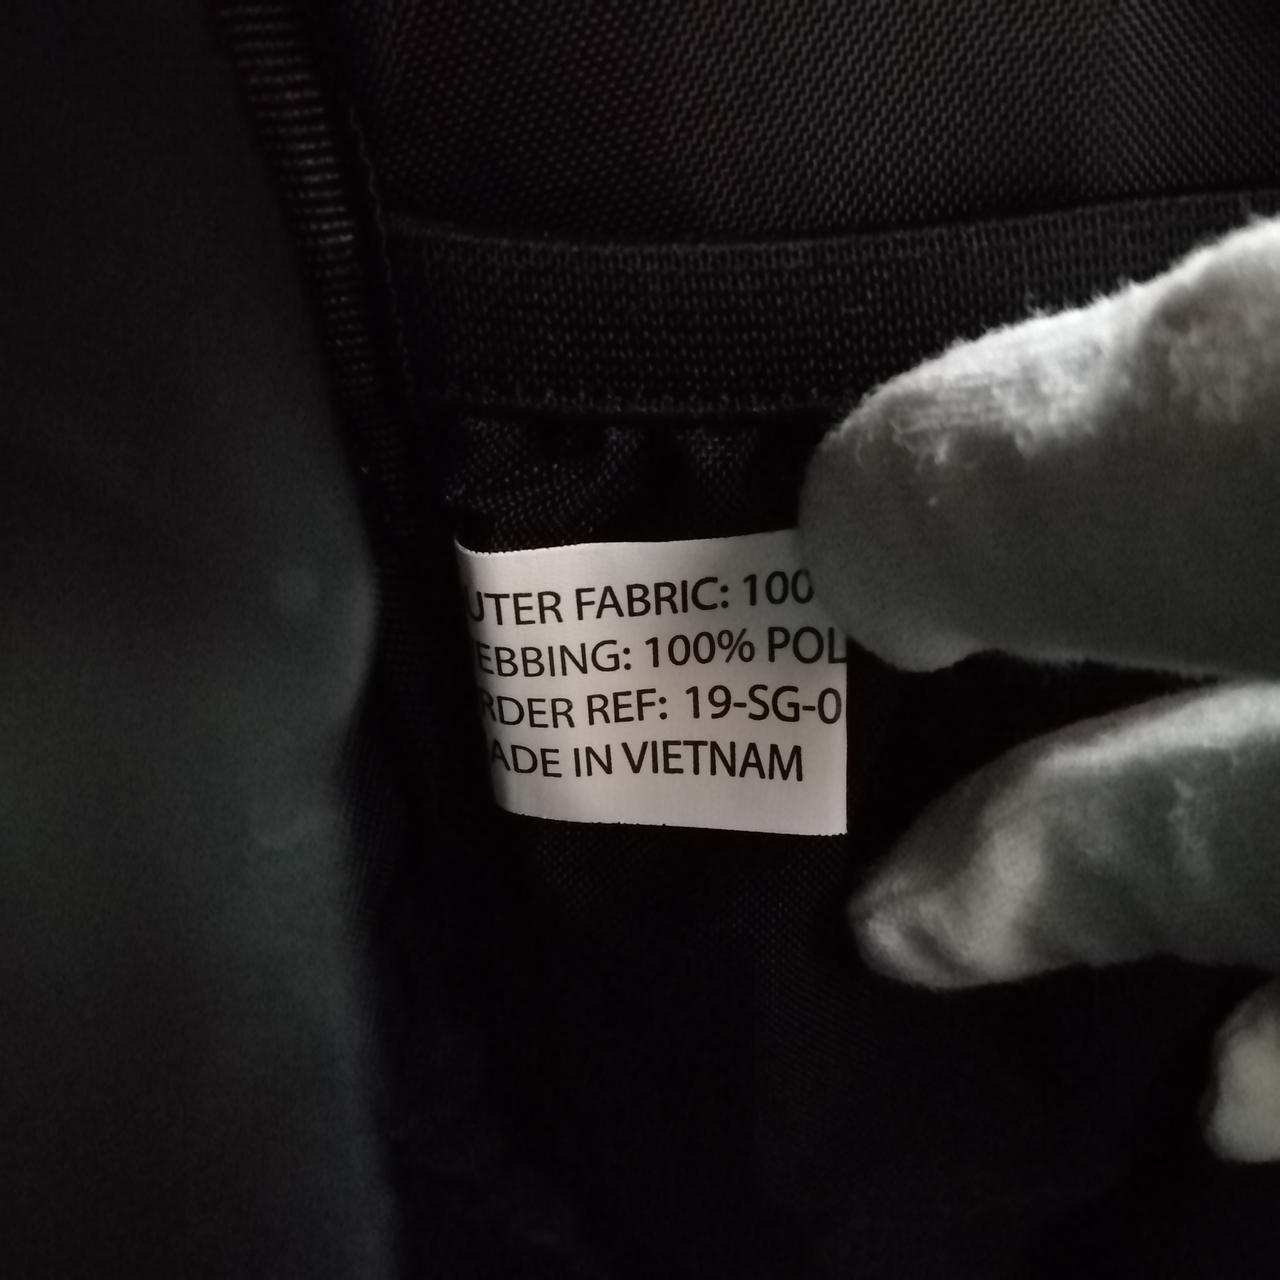 UTER FABRIC: 100
EBBING: 100% POL
RDER REF: 19-SG-0
ADE IN VIETNAM